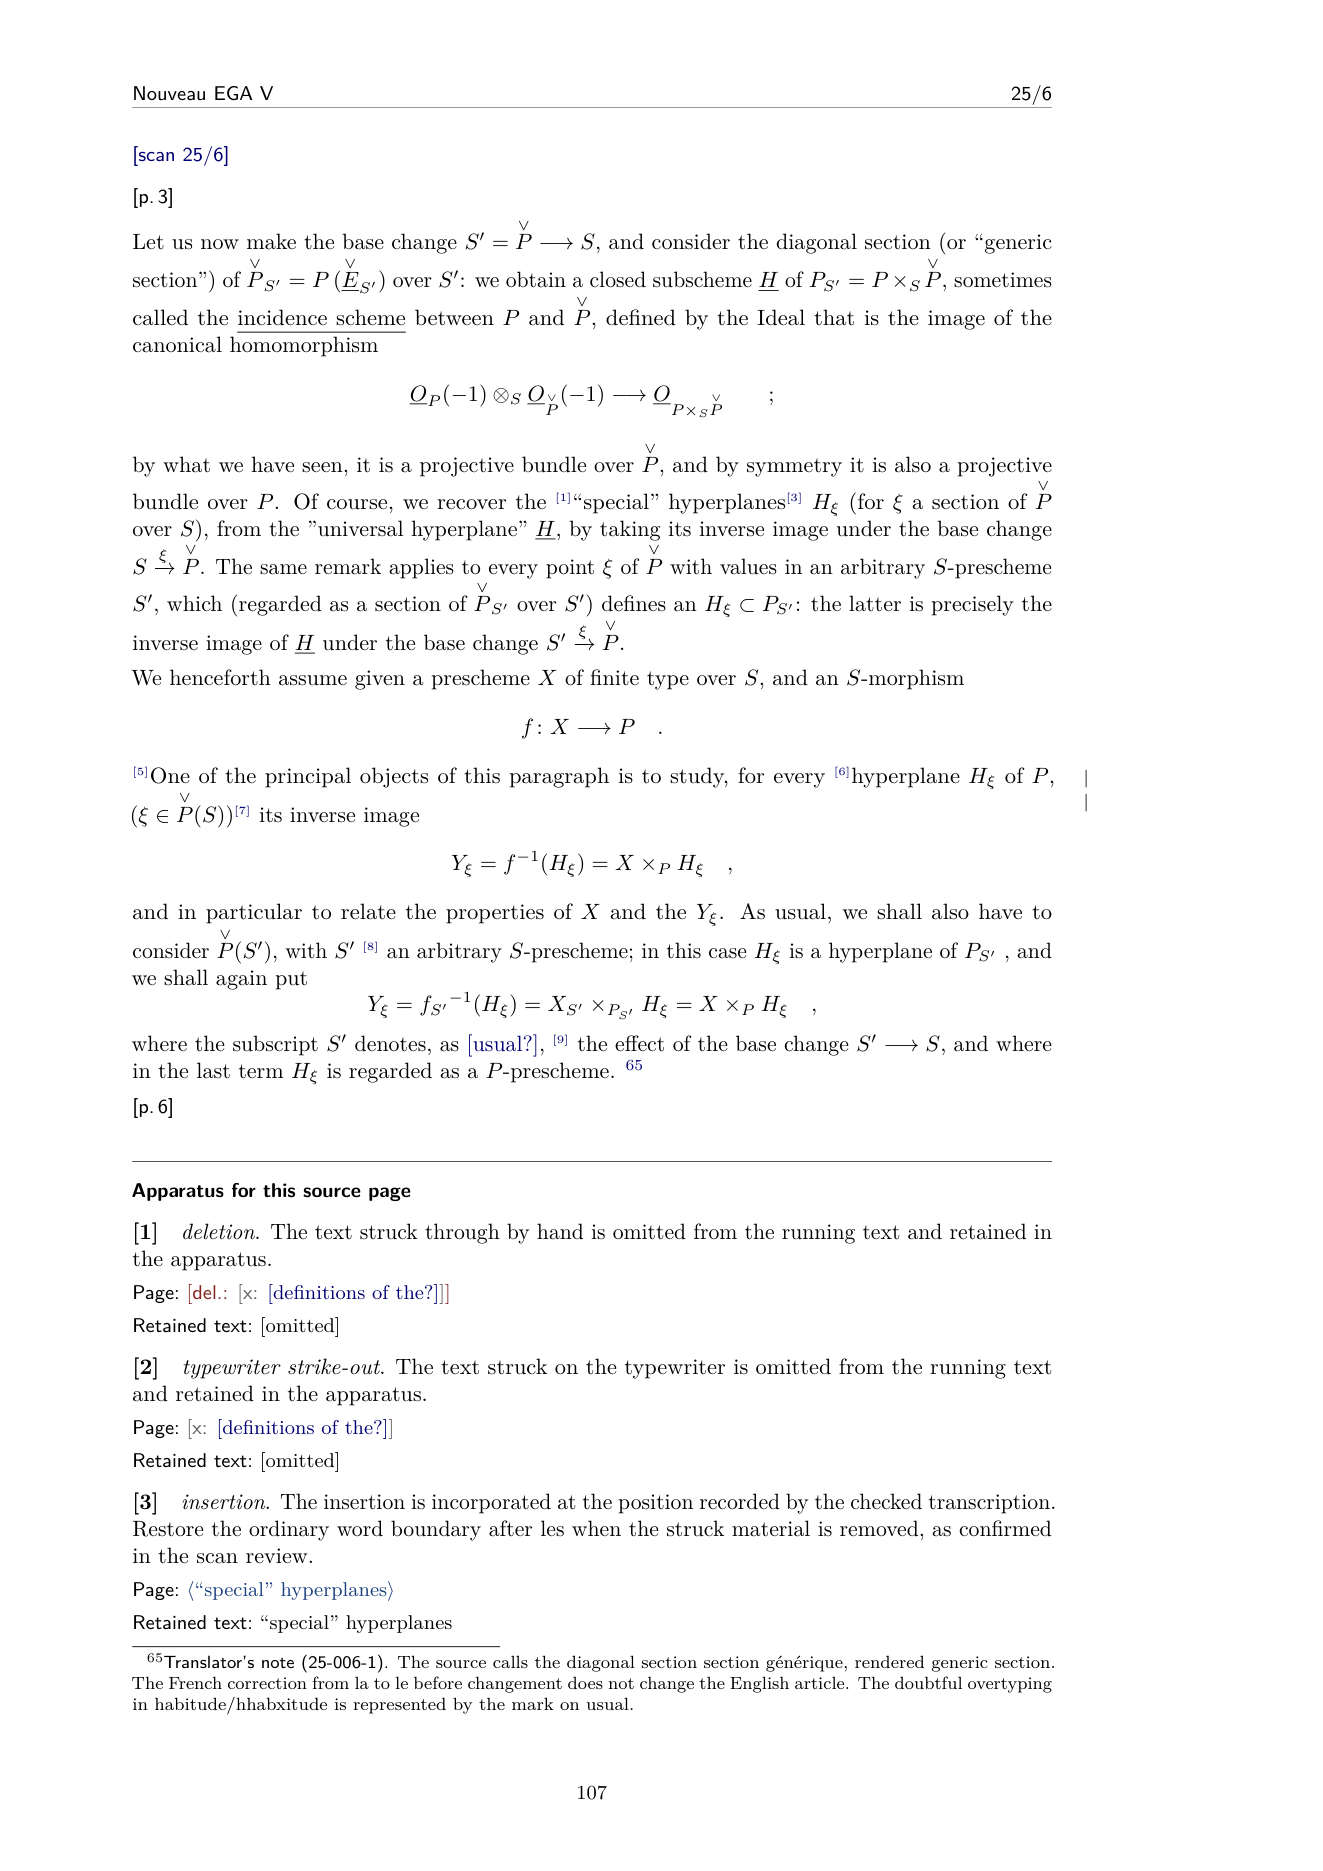 Nouveau EGA V 25/6
[scan 25/6]
[p. 3]
Let us now make the base change S′ = P̌ ⟶ S, and consider the diagonal section (or “generic
section”) of P̌_{S′} = P(Ě_{S′}) over S′: we obtain a closed subscheme H of P_{S′} = P ×_S P̌, sometimes
called the incidence scheme between P and P̌, defined by the Ideal that is the image of the
canonical homomorphism
O_P(−1) ⊗_S O_{P̌}(−1) ⟶ O_{P×_S P̌} ;
by what we have seen, it is a projective bundle over P̌, and by symmetry it is also a projective
bundle over P. Of course, we recover the [1]“special” hyperplanes[3] H_ξ (for ξ a section of P̌
over S), from the ”universal hyperplane” H, by taking its inverse image under the base change
S →^ξ P̌. The same remark applies to every point ξ of P̌ with values in an arbitrary S-prescheme
S′, which (regarded as a section of P̌_{S′} over S′) defines an H_ξ ⊂ P_{S′}: the latter is precisely the
inverse image of H under the base change S′ →^ξ P̌.
We henceforth assume given a prescheme X of finite type over S, and an S-morphism
f : X ⟶ P .
[5]One of the principal objects of this paragraph is to study, for every [6]hyperplane H_ξ of P, |
(ξ ∈ P̌(S))[7] its inverse image |
Y_ξ = f⁻¹(H_ξ) = X ×_P H_ξ ,
and in particular to relate the properties of X and the Y_ξ. As usual, we shall also have to
consider P̌(S′), with S′ [8] an arbitrary S-prescheme; in this case H_ξ is a hyperplane of P_{S′} , and
we shall again put
Y_ξ = f_{S′}⁻¹(H_ξ) = X_{S′} ×_{P_{S′}} H_ξ = X ×_P H_ξ ,
where the subscript S′ denotes, as [usual?], [9] the effect of the base change S′ ⟶ S, and where
in the last term H_ξ is regarded as a P-prescheme. 65
[p. 6]
Apparatus for this source page
[1] deletion. The text struck through by hand is omitted from the running text and retained in
the apparatus.
Page: [del.: [x: [definitions of the?]]]
Retained text: [omitted]
[2] typewriter strike-out. The text struck on the typewriter is omitted from the running text
and retained in the apparatus.
Page: [x: [definitions of the?]]
Retained text: [omitted]
[3] insertion. The insertion is incorporated at the position recorded by the checked transcription.
Restore the ordinary word boundary after les when the struck material is removed, as confirmed
in the scan review.
Page: ⟨“special” hyperplanes⟩
Retained text: “special” hyperplanes
65Translator's note (25-006-1). The source calls the diagonal section section générique, rendered generic section.
The French correction from la to le before changement does not change the English article. The doubtful overtyping
in habitude/hhabxitude is represented by the mark on usual.
107